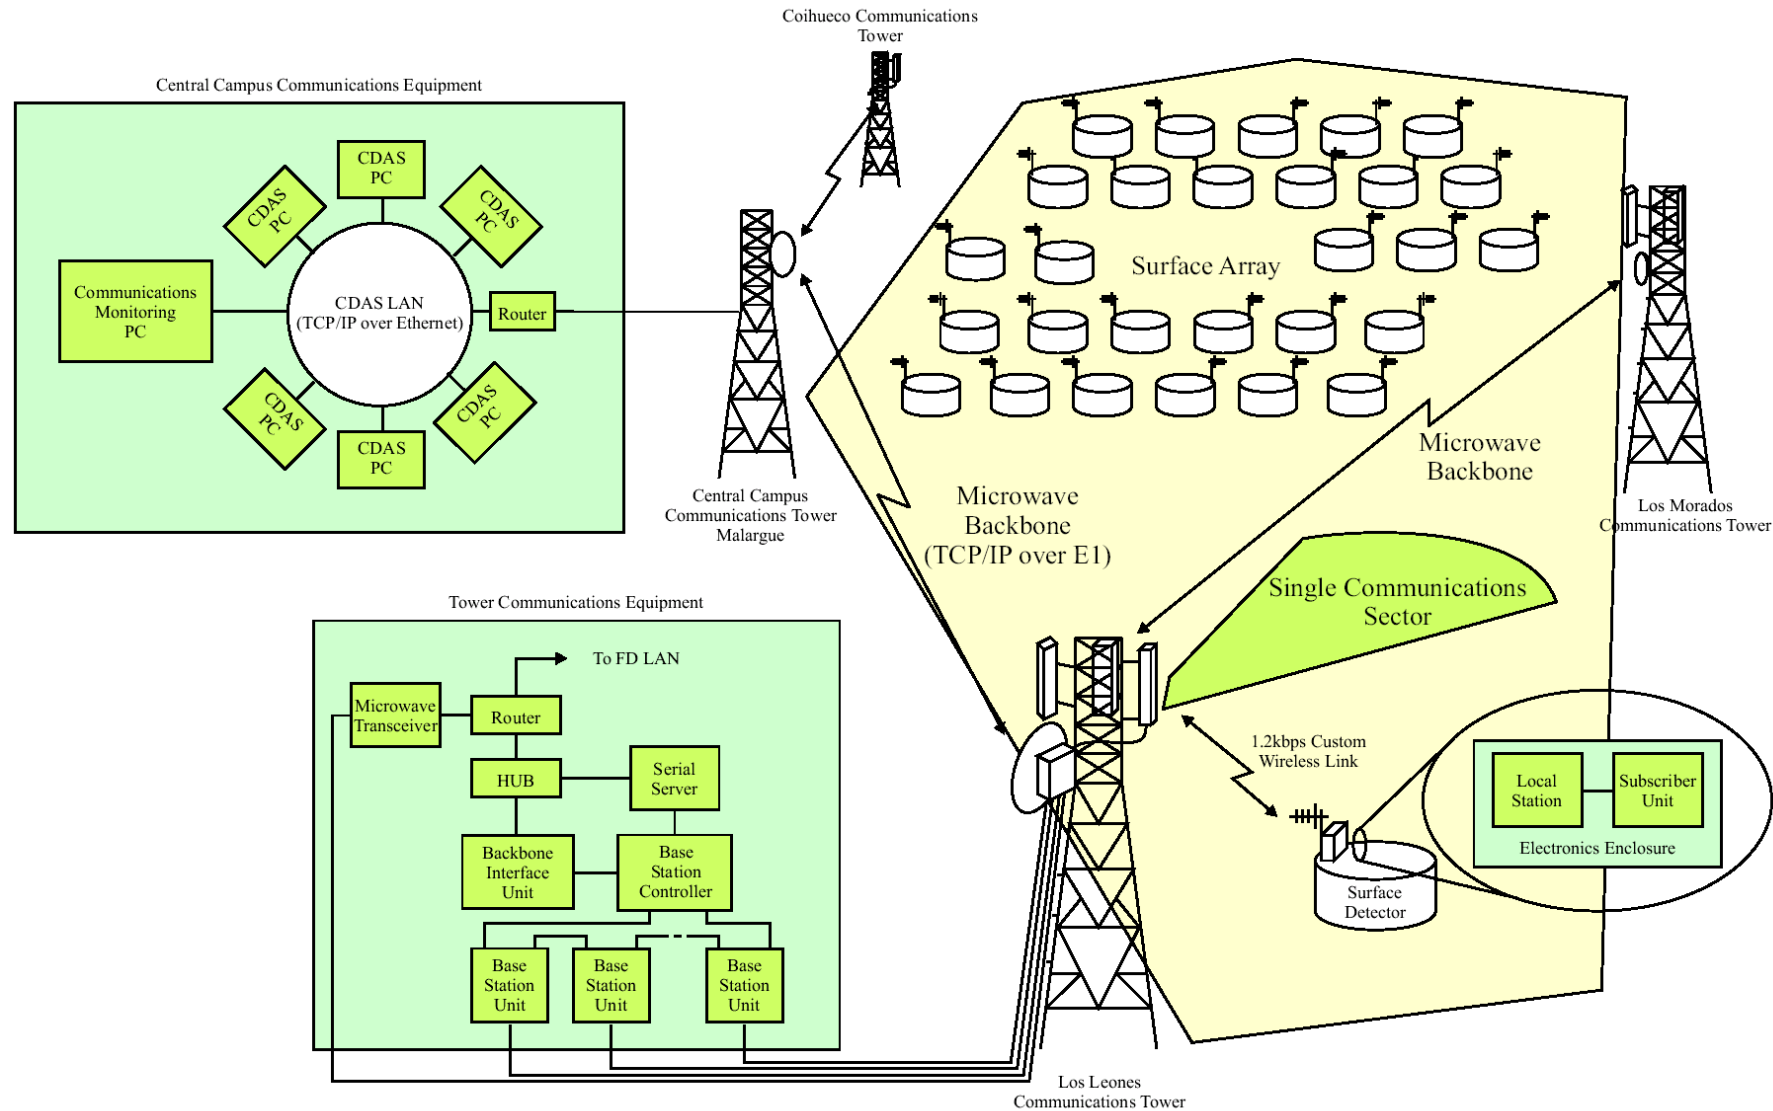 Coihueco Communications
Tower
Central Campus Communications Equipment
CDAS
PC
CDAS
PC
CDAS
PC
Communications
Monitoring
PC
CDAS LAN
(TCP/IP over Ethernet)
Router
CDAS
PC
CDAS
PC
CDAS
PC
Surface Array
Central Campus
Communications Tower
Malargue
Microwave
Backbone
(TCP/IP over E1)
Microwave
Backbone
Los Morados
Communications Tower
Single Communications
Sector
Tower Communications Equipment
To FD LAN
Microwave
Transceiver
Router
HUB
Serial
Server
Backbone
Interface
Unit
Base
Station
Controller
Base
Station
Unit
Base
Station
Unit
Base
Station
Unit
1.2kbps Custom
Wireless Link
Local
Station
Subscriber
Unit
Electronics Enclosure
Surface
Detector
Los Leones
Communications Tower